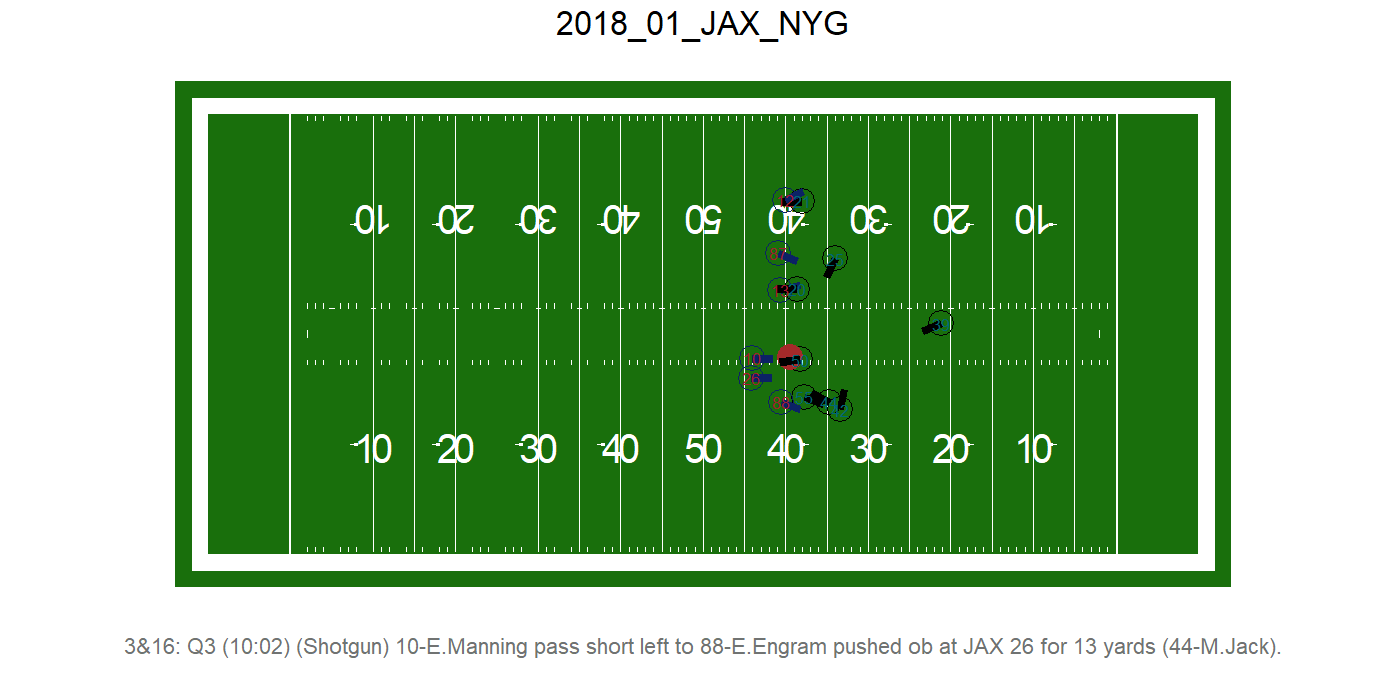 2018_01_JAX_NYG
10 20 30 40 50 40 30 20 10
10 20 30 40 50 40 30 20 10
3&16: Q3 (10:02) (Shotgun) 10-E.Manning pass short left to 88-E.Engram pushed ob at JAX 26 for 13 yards (44-M.Jack).